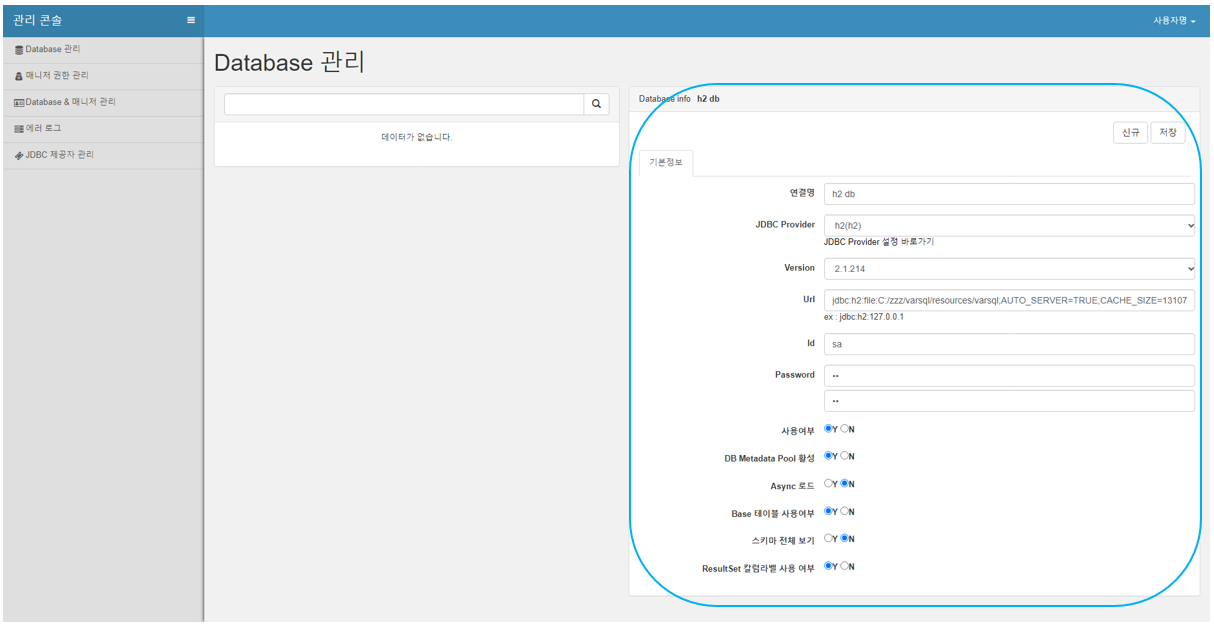 관리 콘솔
사용자명
Database 관리
매니저 권한 관리
Database & 매니저 관리
에러 로그
JDBC 제공자 관리
Database 관리
데이터가 없습니다.
Database info h2 db
신규 저장
기본정보
연결명 h2 db
JDBC Provider h2(h2)
JDBC Provider 설정 바로가기
Version 2.1.214
Url jdbc:h2:file:C:/zzz/varsql/resources/varsql;AUTO_SERVER=TRUE;CACHE_SIZE=13107
ex : jdbc:h2:127.0.0.1
Id sa
Password ••
••
사용여부 Y N
DB Metadata Pool 활성 Y N
Async 로드 Y N
Base 테이블 사용여부 Y N
스키마 전체 보기 Y N
ResultSet 칼럼라벨 사용 여부 Y N